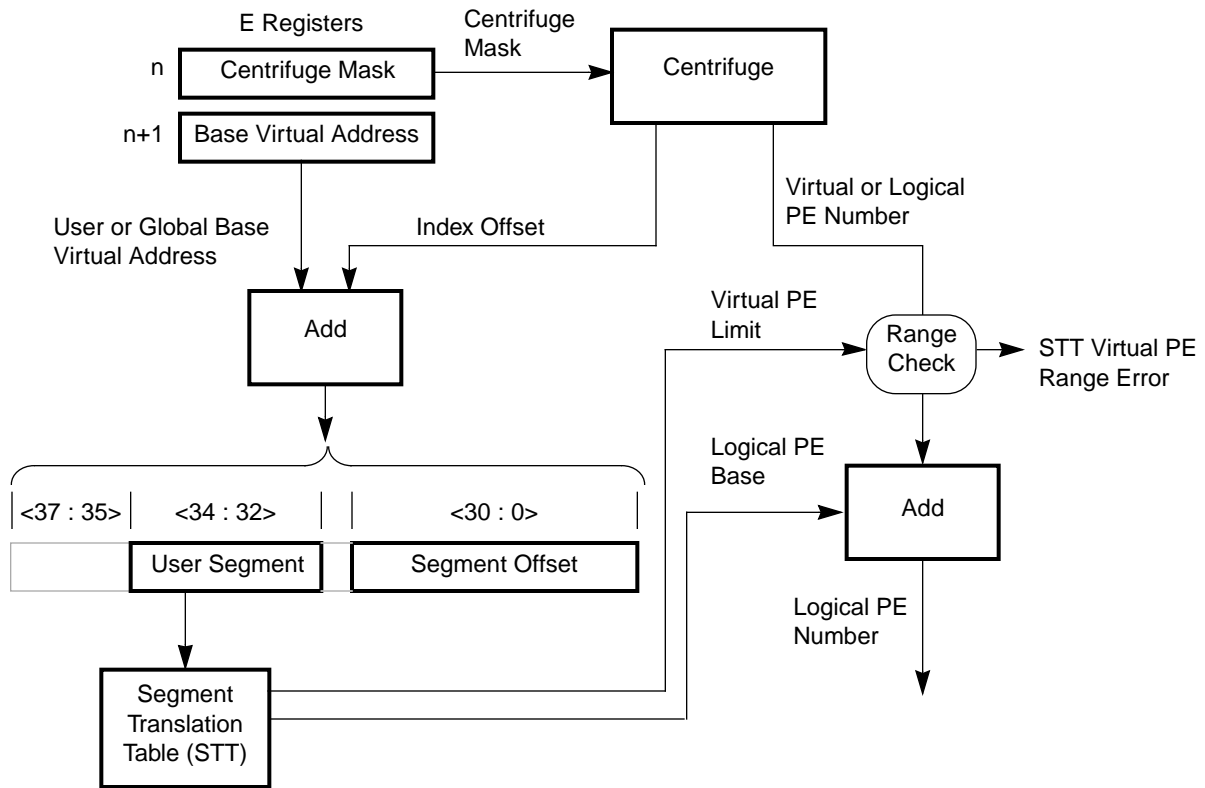 E Registers
Centrifuge
Mask
n
Centrifuge Mask
Centrifuge
n+1
Base Virtual Address
User or Global Base
Virtual Address
Index Offset
Virtual or Logical
PE Number
Add
Virtual PE
Limit
Range
Check
STT Virtual PE
Range Error
Logical PE
Base
Add
<37 : 35>
<34 : 32>
<30 : 0>
User Segment
Segment Offset
Logical PE
Number
Segment
Translation
Table (STT)